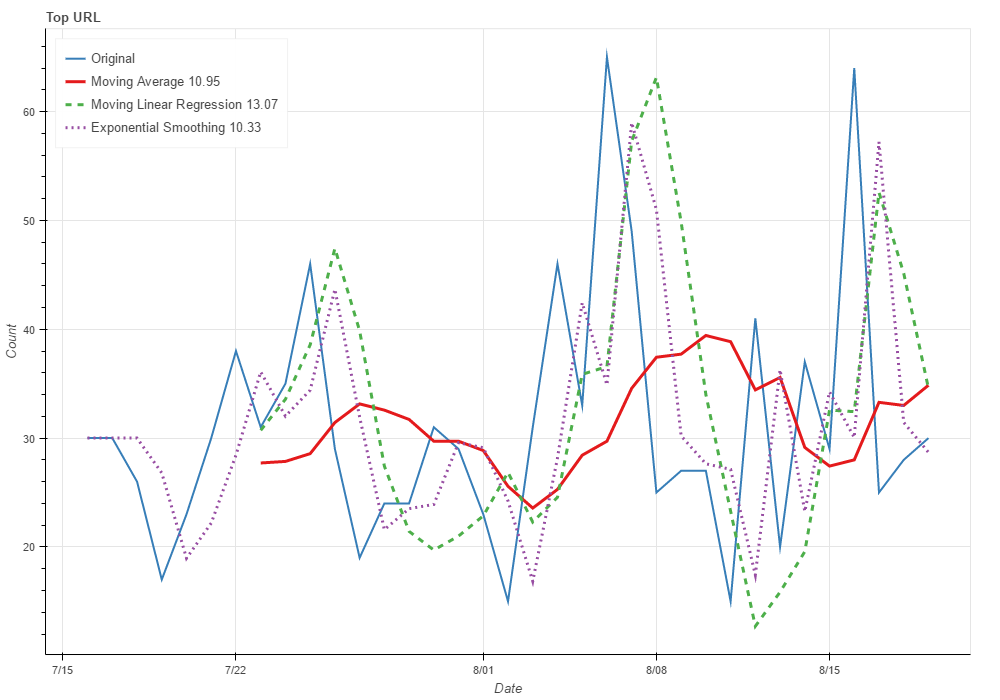 Top URL
Original
Moving Average 10.95
Moving Linear Regression 13.07
Exponential Smoothing 10.33
60
50
40
30
20
Count
7/15 7/22 8/01 8/08 8/15
Date